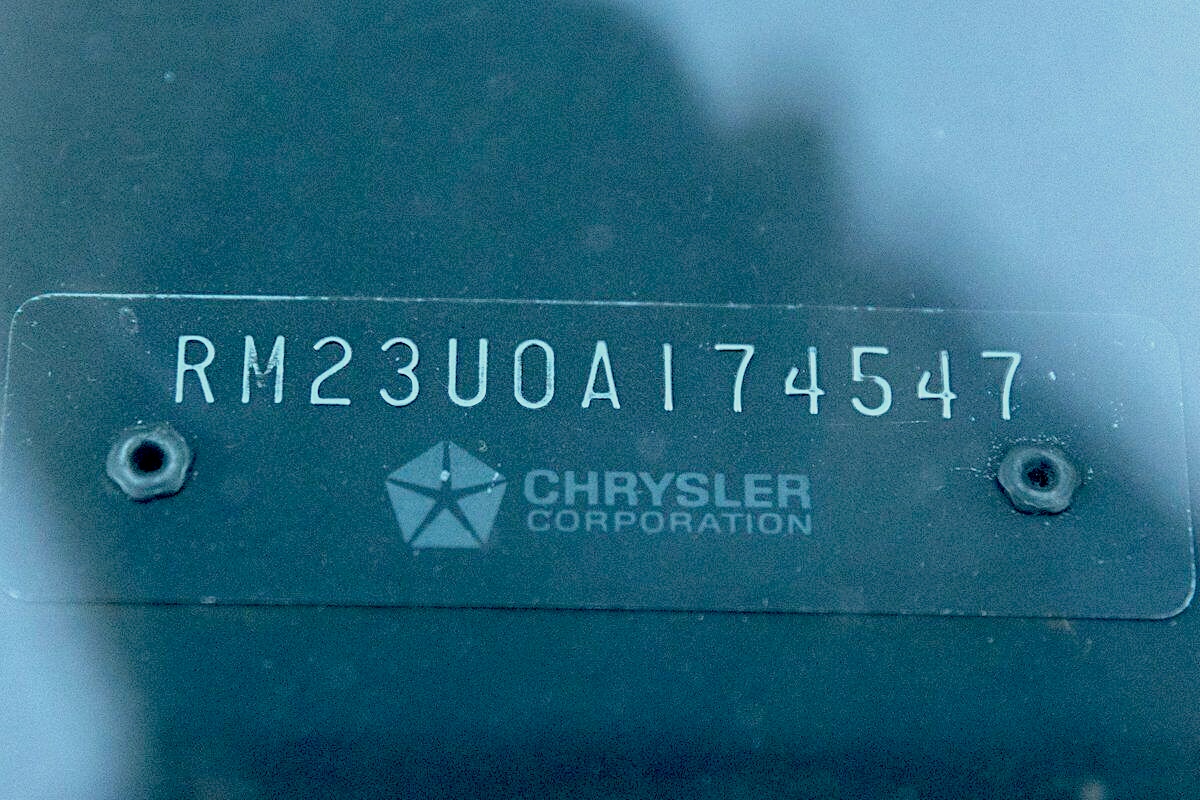 RM23U0A174547
CHRYSLER
CORPORATION